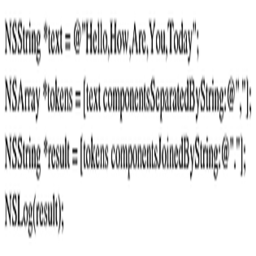 NSString *text = @"Hello,How,Are,You,Today";
NSArray *tokens = [text componentsSeparatedByString:@","];
NSString *result = [tokens componentsJoinedByString:@"."];
NSLog(result);